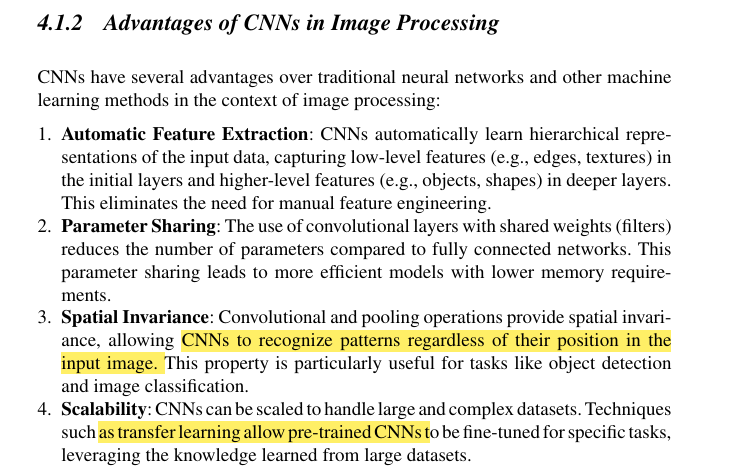 4.1.2 Advantages of CNNs in Image Processing
CNNs have several advantages over traditional neural networks and other machine
learning methods in the context of image processing:
1. Automatic Feature Extraction: CNNs automatically learn hierarchical repre-
sentations of the input data, capturing low-level features (e.g., edges, textures) in
the initial layers and higher-level features (e.g., objects, shapes) in deeper layers.
This eliminates the need for manual feature engineering.
2. Parameter Sharing: The use of convolutional layers with shared weights (filters)
reduces the number of parameters compared to fully connected networks. This
parameter sharing leads to more efficient models with lower memory require-
ments.
3. Spatial Invariance: Convolutional and pooling operations provide spatial invari-
ance, allowing CNNs to recognize patterns regardless of their position in the
input image. This property is particularly useful for tasks like object detection
and image classification.
4. Scalability: CNNs can be scaled to handle large and complex datasets. Techniques
such as transfer learning allow pre-trained CNNs to be fine-tuned for specific tasks,
leveraging the knowledge learned from large datasets.